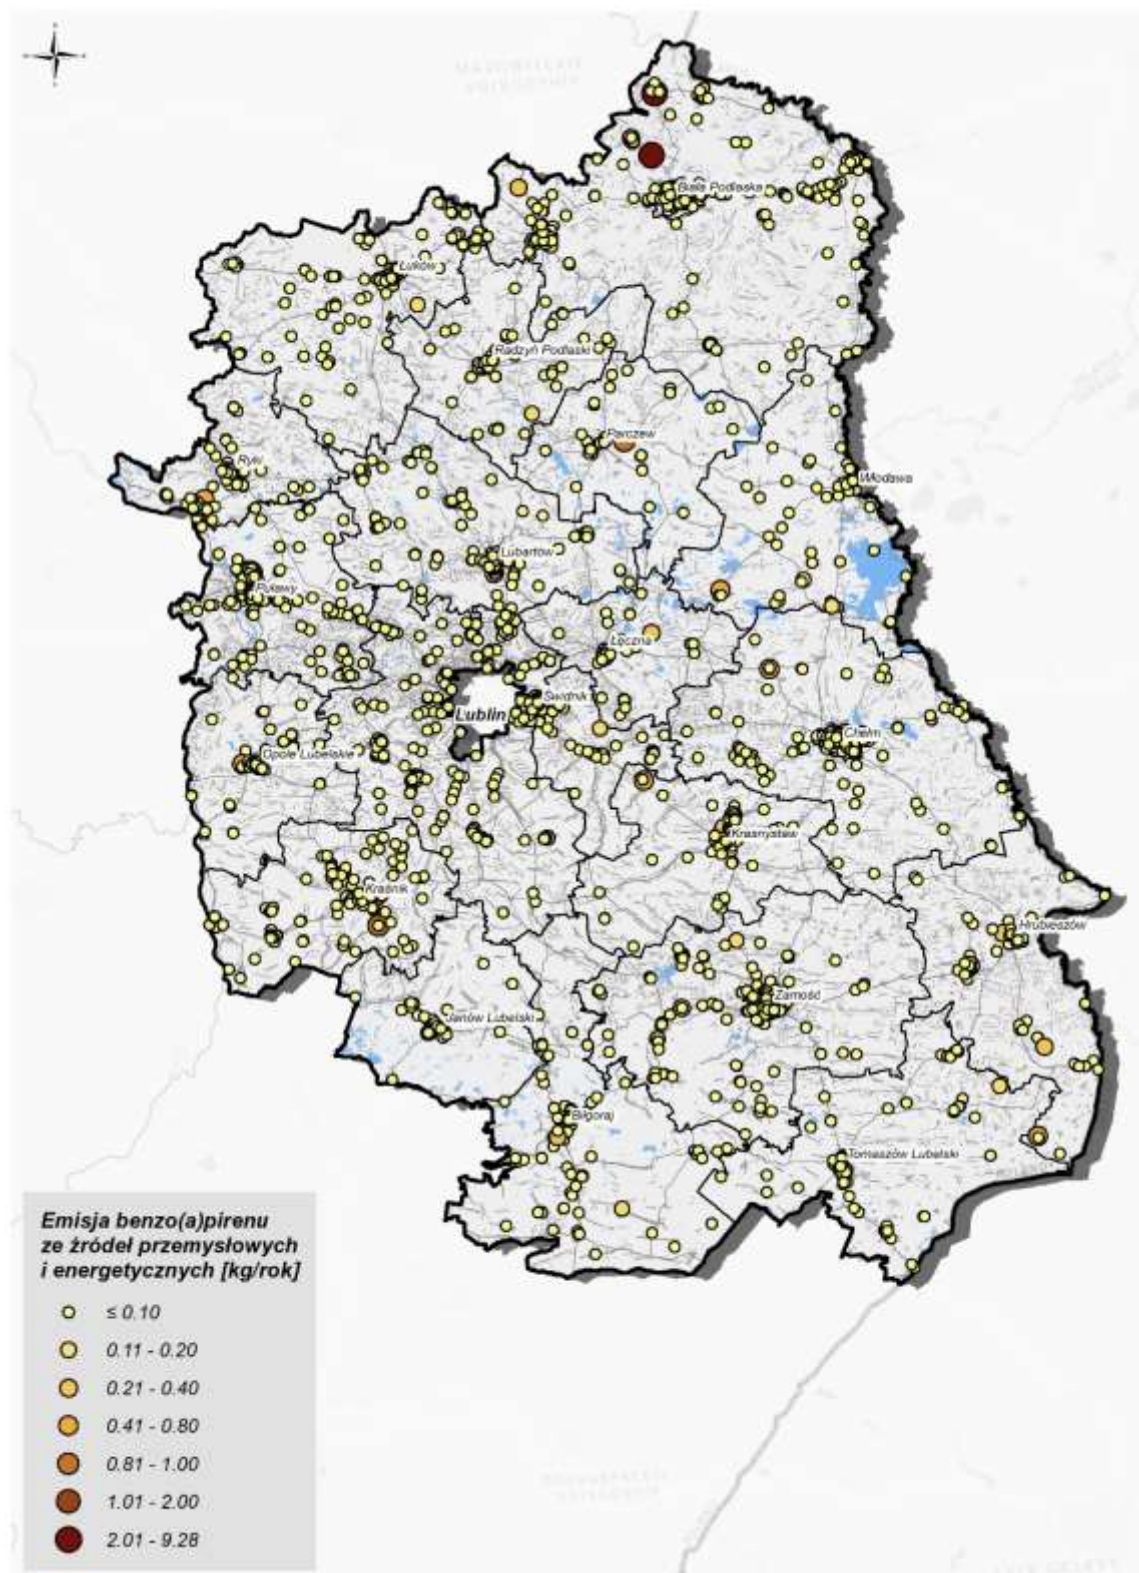 MAZOWIECKIE
Biała Podlaska
Łuków
Radzyń Podlaski
Parczew
Ryki
Włodawa
Lubartów
Puławy
Łęczna
Świdnik
Lublin
Chełm
Opole Lubelskie
Krasnystaw
Kraśnik
Hrubieszów
Zamość
Janów Lubelski
Biłgoraj
Tomaszów Lubelski
Emisja benzo(a)pirenu
ze źródeł przemysłowych
i energetycznych [kg/rok]
≤ 0.10
0.11 - 0.20
0.21 - 0.40
0.41 - 0.80
0.81 - 1.00
1.01 - 2.00
2.01 - 9.28